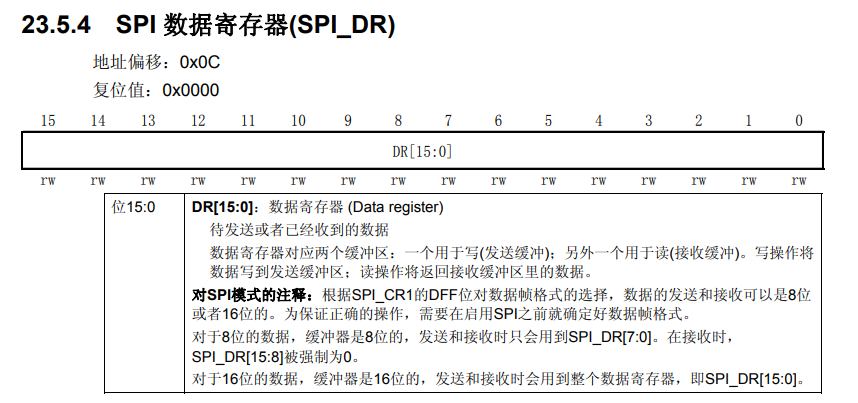 23.5.4 SPI 数据寄存器(SPI_DR)
地址偏移：0x0C
复位值：0x0000
15 14 13 12 11 10 9 8 7 6 5 4 3 2 1 0
DR[15:0]
rw rw rw rw rw rw rw rw rw rw rw rw rw rw rw rw
位15:0 DR[15:0]：数据寄存器 (Data register)
待发送或者已经收到的数据
数据寄存器对应两个缓冲区：一个用于写(发送缓冲)；另外一个用于读(接收缓冲)。写操作将
数据写到发送缓冲区；读操作将返回接收缓冲区里的数据。
对SPI模式的注释：根据SPI_CR1的DFF位对数据帧格式的选择，数据的发送和接收可以是8位
或者16位的。为保证正确的操作，需要在启用SPI之前就确定好数据帧格式。
对于8位的数据，缓冲器是8位的，发送和接收时只会用到SPI_DR[7:0]。在接收时，
SPI_DR[15:8]被强制为0。
对于16位的数据，缓冲器是16位的，发送和接收时会用到整个数据寄存器，即SPI_DR[15:0]。